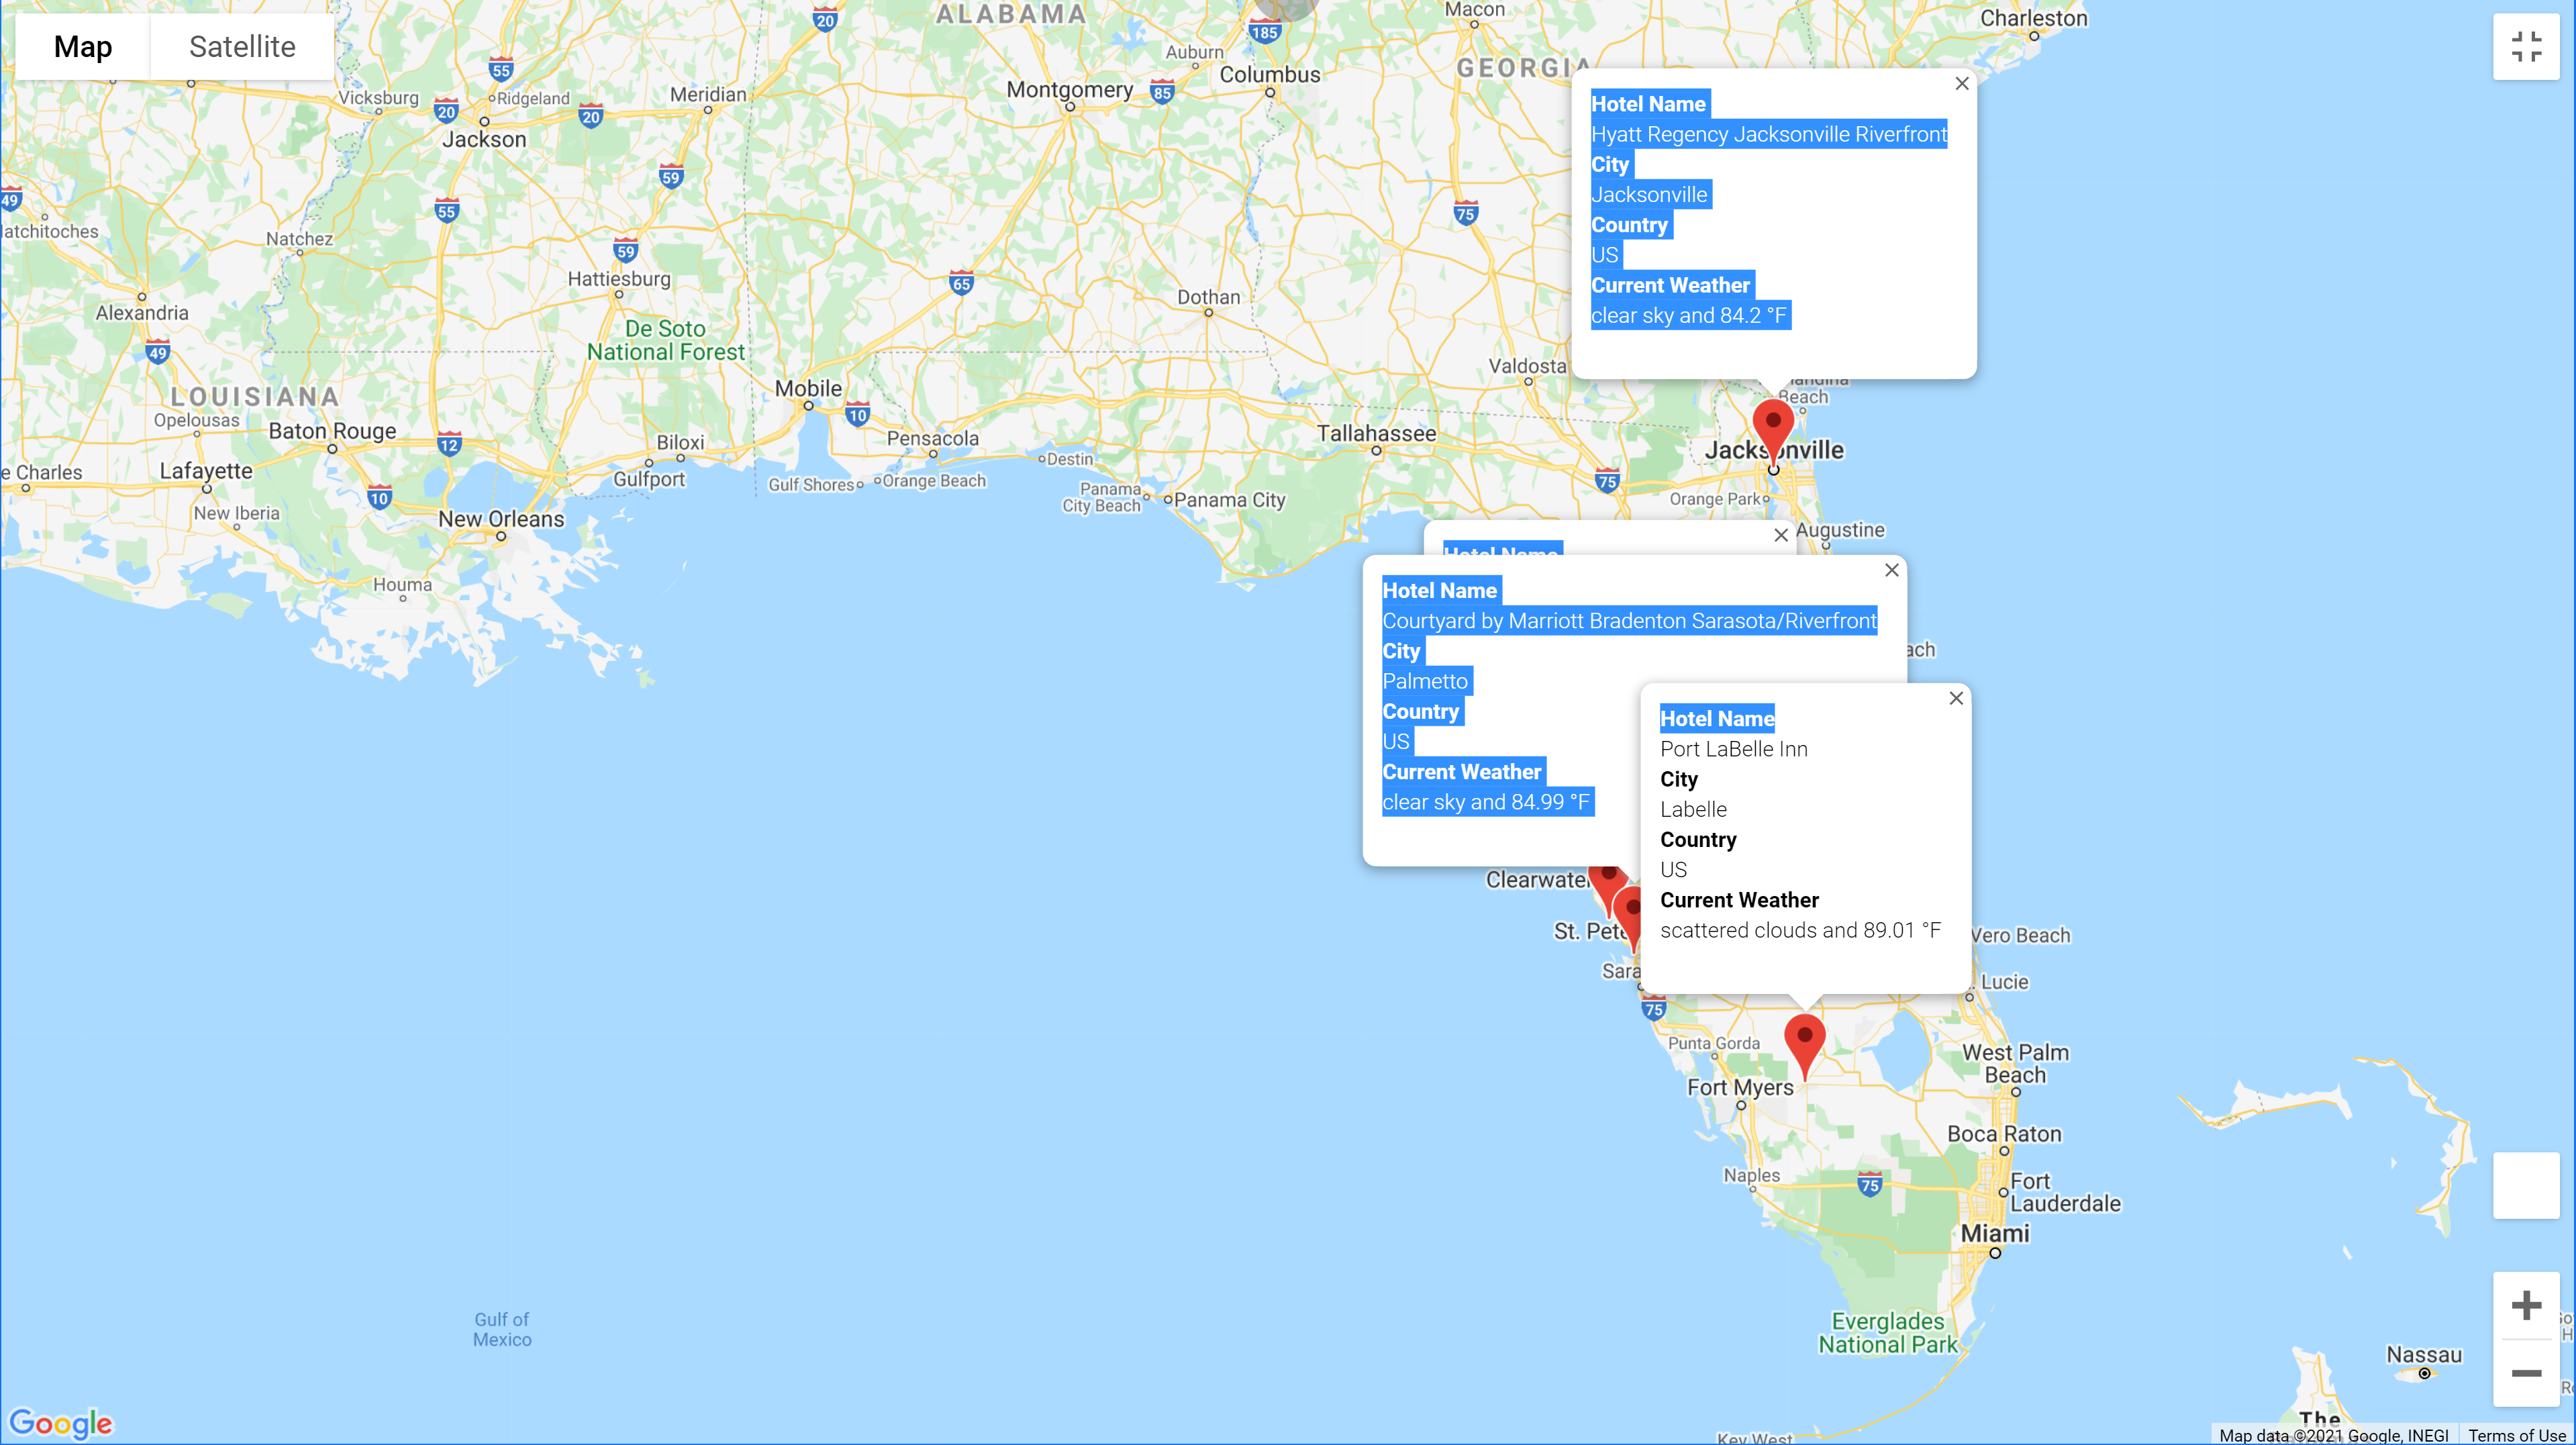 Map
Satellite
ALABAMA
20
185
Macon
Charleston
Auburn
Columbus
GEORGIA
55
Vicksburg
20
Ridgeland
20
Meridian
Montgomery
85
Jackson
59
49
55
75
Natchez
59
Hattiesburg
65
Dothan
Alexandria
49
De Soto
National Forest
Valdosta
LOUISIANA
Opelousas
Mobile
10
Baton Rouge
12
Biloxi
Pensacola
Tallahassee
Lafayette
Gulfport
Destin
Gulf Shores
Orange Beach
Panama
City Beach
Panama City
10
New Iberia
New Orleans
75
Houma
Hotel Name
Hyatt Regency Jacksonville Riverfront
City
Jacksonville
Country
US
Current Weather
clear sky and 84.2 °F
Beach
Jacksonville
Orange Park
Augustine
Hotel Name
Hotel Name
Courtyard by Marriott Bradenton Sarasota/Riverfront
City
Palmetto
Country
US
Current Weather
clear sky and 84.99 °F
ach
Hotel Name
Port LaBelle Inn
City
Labelle
Country
US
Current Weather
scattered clouds and 89.01 °F
Clearwater
St. Pete
Sara
Vero Beach
Lucie
75
Punta Gorda
Fort Myers
West Palm
Beach
Boca Raton
Naples
75
Fort
Lauderdale
Miami
Everglades
National Park
Gulf of
Mexico
Nassau
The
Key West
Google
Map data ©2021 Google, INEGI
Terms of Use